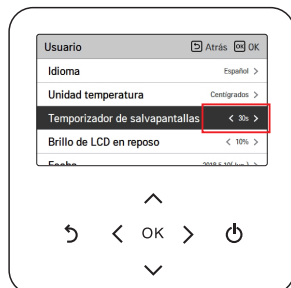 Usuario Atrás OK OK
Idioma Español >
Unidad temperatura Centígrados >
Temporizador de salvapantallas < 30s >
Brillo de LCD en reposo < 10% >
Fecha
OK